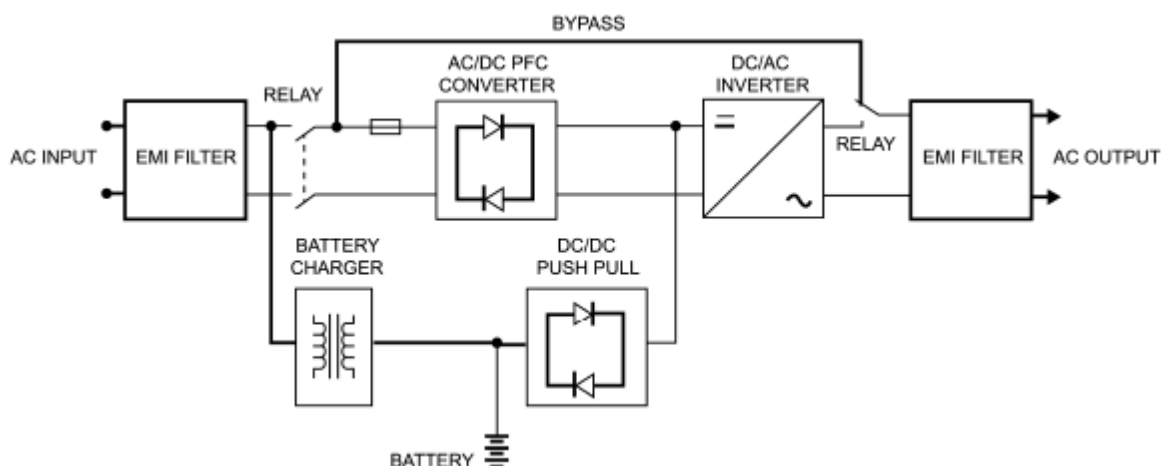 BYPASS
AC/DC PFC
CONVERTER
DC/AC
INVERTER
RELAY
AC INPUT
EMI FILTER
RELAY
EMI FILTER
AC OUTPUT
BATTERY
CHARGER
DC/DC
PUSH PULL
BATTERY